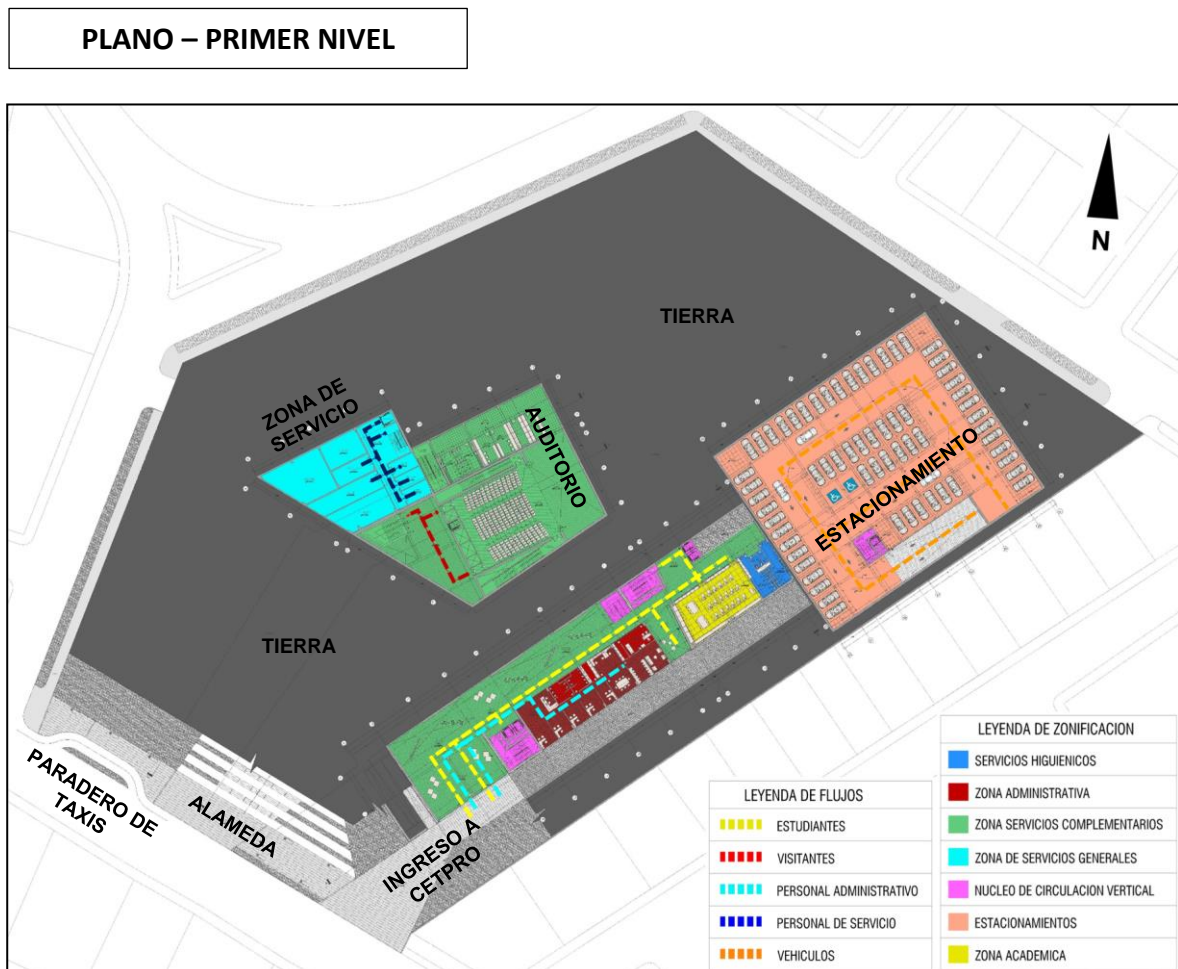 PLANO – PRIMER NIVEL
N
TIERRA
ZONA DE
SERVICIO
AUDITORIO
ESTACIONAMIENTO
TIERRA
PARADERO DE
TAXIS
ALAMEDA
INGRESO A
CETPRO
LEYENDA DE FLUJOS
ESTUDIANTES
VISITANTES
PERSONAL ADMINISTRATIVO
PERSONAL DE SERVICIO
VEHICULOS
LEYENDA DE ZONIFICACION
SERVICIOS HIGUIENICOS
ZONA ADMINISTRATIVA
ZONA SERVICIOS COMPLEMENTARIOS
ZONA DE SERVICIOS GENERALES
NUCLEO DE CIRCULACION VERTICAL
ESTACIONAMIENTOS
ZONA ACADEMICA